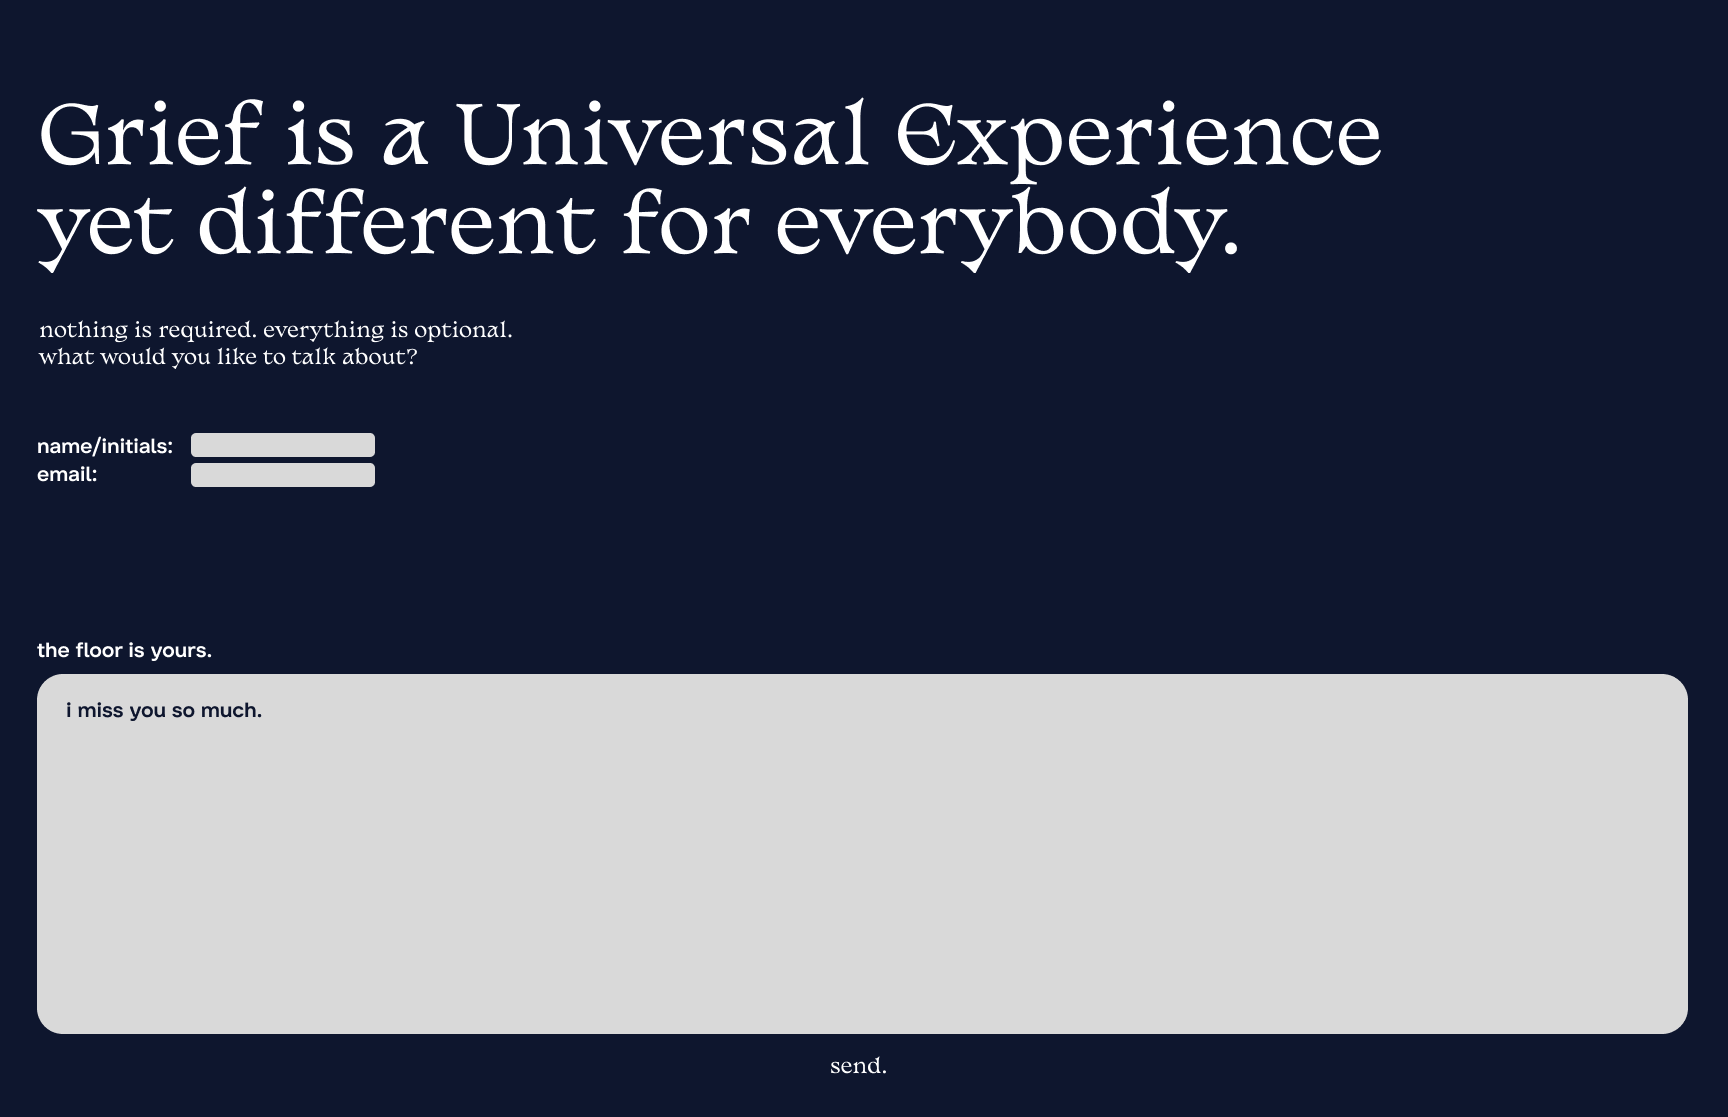 Grief is a Universal Experience
yet different for everybody.
nothing is required. everything is optional.
what would you like to talk about?
name/initials:
email:
the floor is yours.
i miss you so much.
send.